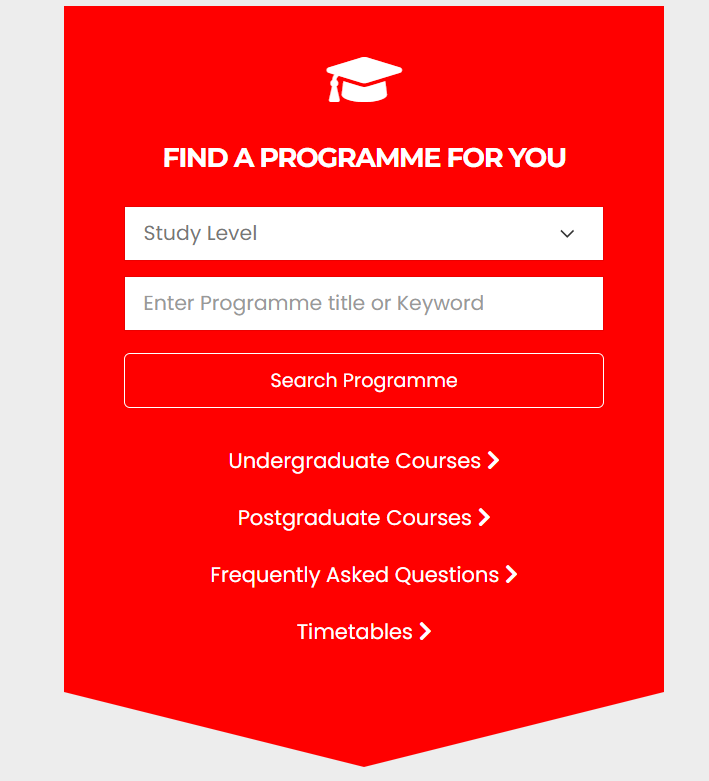 FIND A PROGRAMME FOR YOU
Study Level
Enter Programme title or Keyword
Search Programme
Undergraduate Courses
Postgraduate Courses
Frequently Asked Questions
Timetables